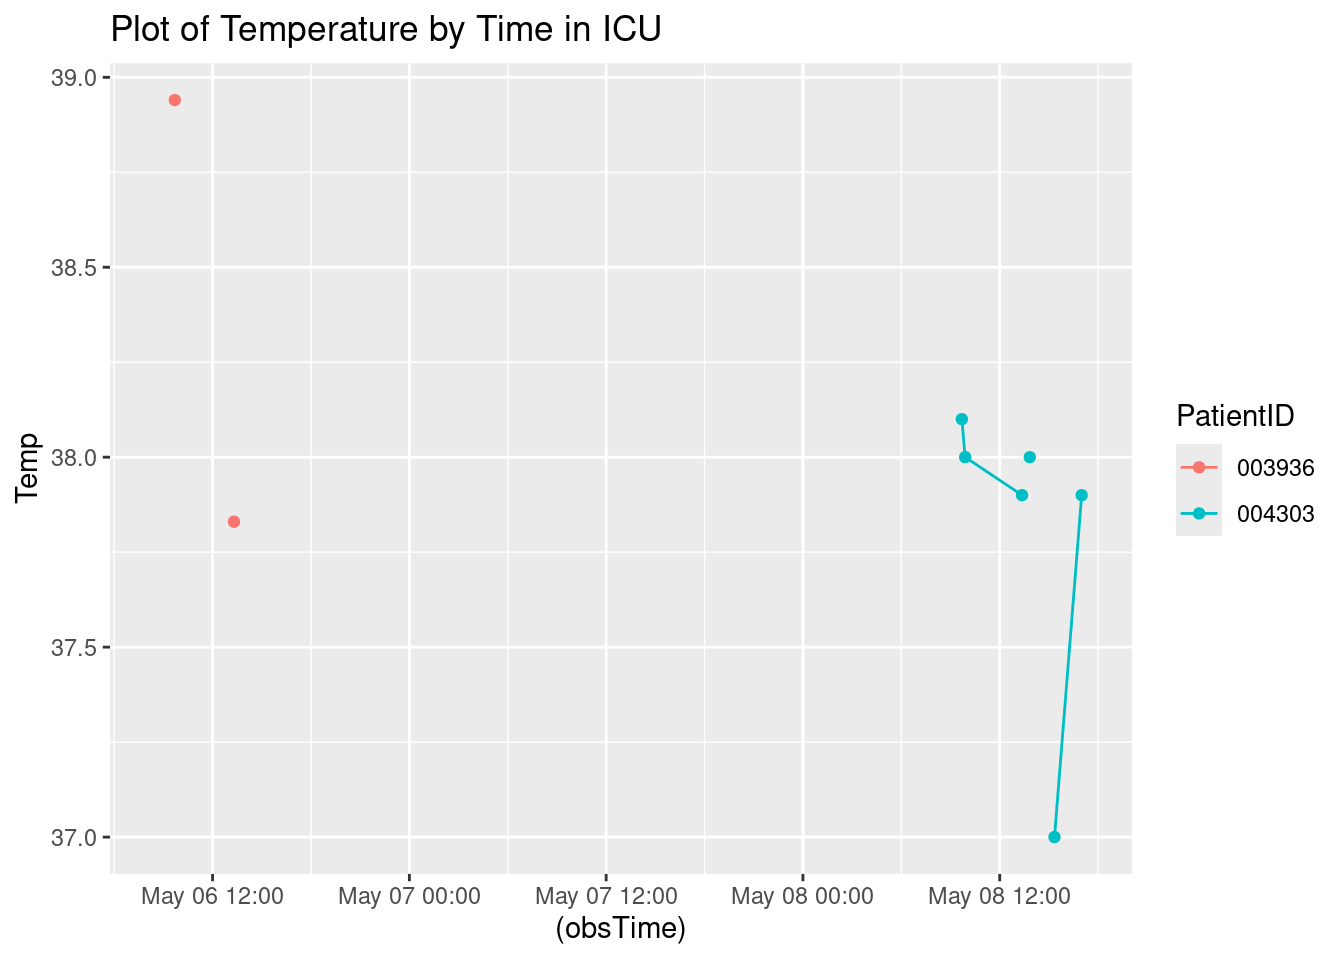 Plot of Temperature by Time in ICU
39.0
38.5
38.0
37.5
37.0
Temp
May 06 12:00
May 07 00:00
May 07 12:00
May 08 00:00
May 08 12:00
(obsTime)
PatientID
003936
004303